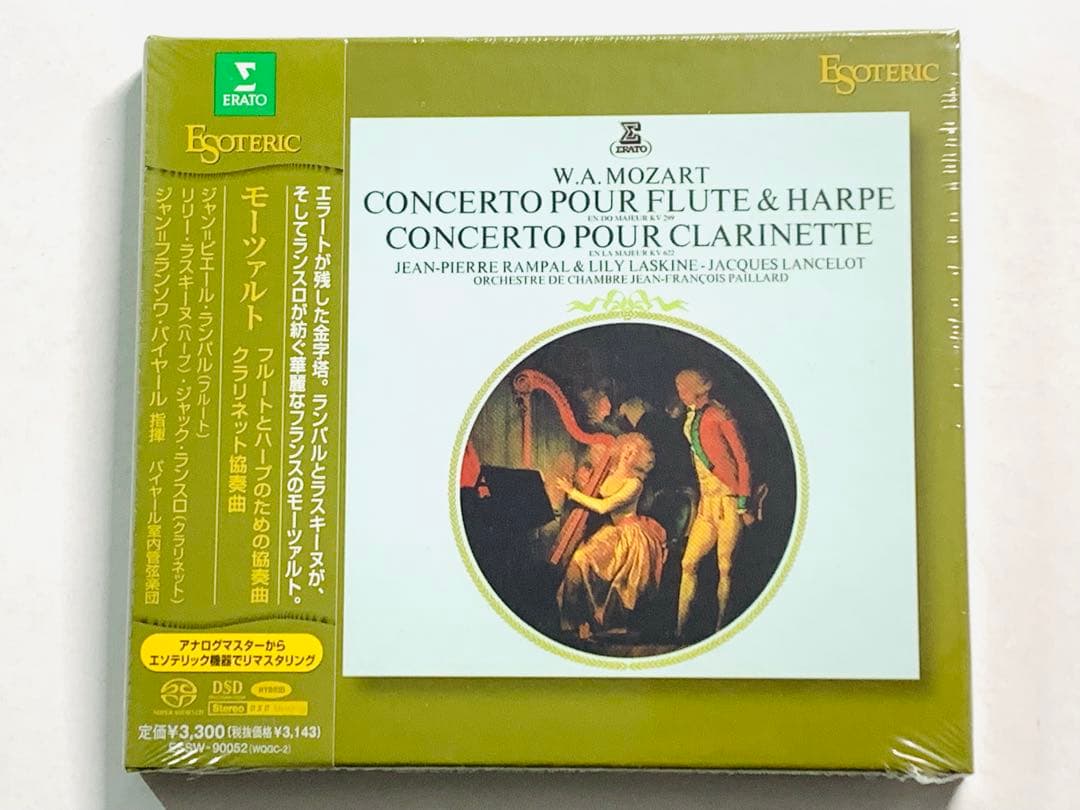 ERATO
ESOTERIC
エラートが残した金字塔。ランパルとラスキーヌが、
そしてランスロが紡ぐ華麗なフランスのモーツァルト。
モーツァルト
フルートとハープのための協奏曲
クラリネット協奏曲
ジャン=ピエール・ランパル(フルート)
リリー・ラスキーヌ(ハープ)・ジャック・ランスロ(クラリネット)
ジャン=フランソワ・パイヤール 指揮 パイヤール室内管弦楽団
アナログマスターから
エソテリック機器でリマスタリング
SUPER AUDIO CD
DSD
HYBRID
Stereo
定価¥3,300(税抜価格¥3,143)
ESSW-90052(WQGC-2)
ESOTERIC
ERATO
W.A.MOZART
CONCERTO POUR FLUTE & HARPE
EN DO MAJEUR KV 299
CONCERTO POUR CLARINETTE
EN LA MAJEUR KV 622
JEAN-PIERRE RAMPAL & LILY LASKINE-JACQUES LANCELOT
ORCHESTRE DE CHAMBRE JEAN-FRANÇOIS PAILLARD